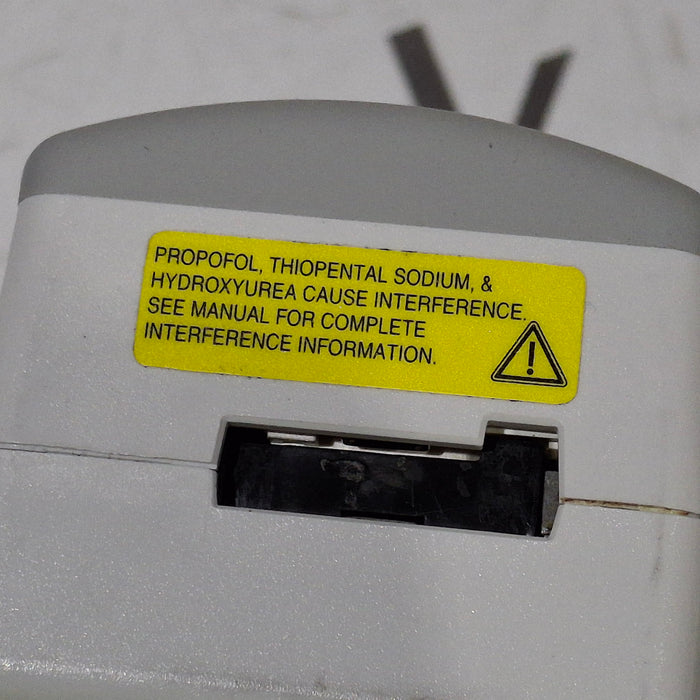 PROPOFOL, THIOPENTAL SODIUM, &
HYDROXYUREA CAUSE INTERFERENCE.
SEE MANUAL FOR COMPLETE
INTERFERENCE INFORMATION.
!